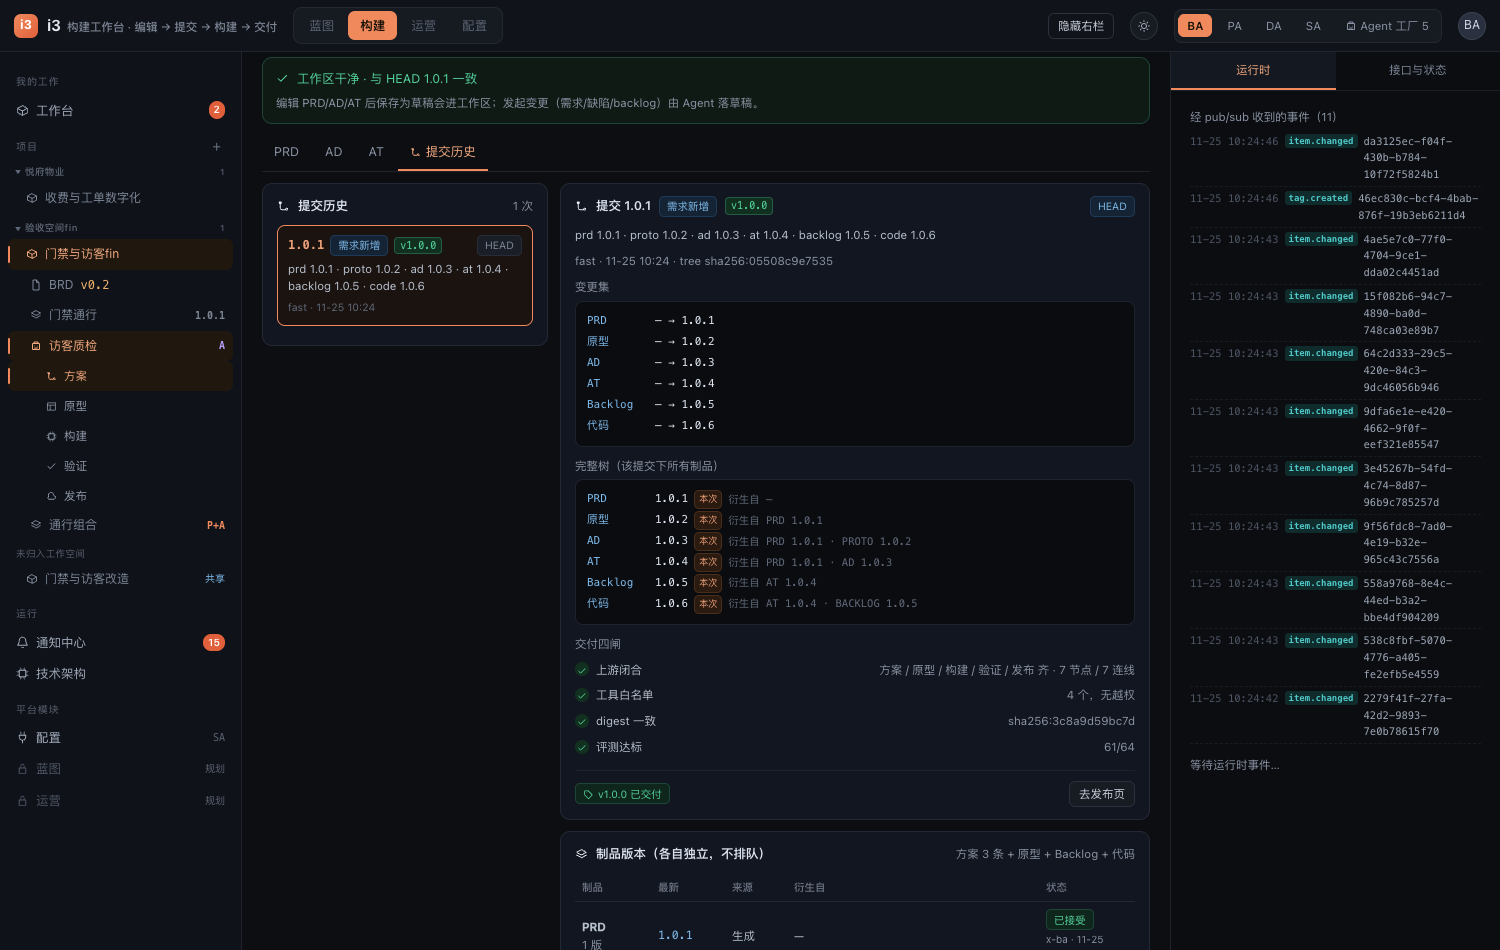 i3 i3 构建工作台 · 编辑 → 提交 → 构建 → 交付 蓝图 构建 运营 配置 隐藏右栏 BA PA DA SA Agent 工厂 5 BA
我的工作
工作台 2
项目 +
悦府物业 1
收费与工单数字化
验收空间fin 1
门禁与访客fin
BRD v0.2
门禁通行 1.0.1
访客质检 A
方案
原型
构建
验证
发布
通行组合 P+A
未归入工作空间
门禁与访客改造 共享
运行
通知中心 15
技术架构
平台模块
配置 SA
蓝图 规划
运营 规划
工作区干净 · 与 HEAD 1.0.1 一致
编辑 PRD/AD/AT 后保存为草稿会进工作区；发起变更（需求/缺陷/backlog）由 Agent 落草稿。
PRD AD AT 提交历史
提交历史 1 次
1.0.1 需求新增 v1.0.0 HEAD
prd 1.0.1 · proto 1.0.2 · ad 1.0.3 · at 1.0.4 ·
backlog 1.0.5 · code 1.0.6
fast · 11-25 10:24
提交 1.0.1 需求新增 v1.0.0 HEAD
prd 1.0.1 · proto 1.0.2 · ad 1.0.3 · at 1.0.4 · backlog 1.0.5 · code 1.0.6
fast · 11-25 10:24 · tree sha256:05508c9e7535
变更集
PRD — → 1.0.1
原型 — → 1.0.2
AD — → 1.0.3
AT — → 1.0.4
Backlog — → 1.0.5
代码 — → 1.0.6
完整树（该提交下所有制品）
PRD 1.0.1 本次 衍生自 —
原型 1.0.2 本次 衍生自 PRD 1.0.1
AD 1.0.3 本次 衍生自 PRD 1.0.1 · PROTO 1.0.2
AT 1.0.4 本次 衍生自 PRD 1.0.1 · AD 1.0.3
Backlog 1.0.5 本次 衍生自 AT 1.0.4
代码 1.0.6 本次 衍生自 AT 1.0.4 · BACKLOG 1.0.5
交付四闸
上游闭合 方案 / 原型 / 构建 / 验证 / 发布 齐 · 7 节点 / 7 连线
工具白名单 4 个，无越权
digest 一致 sha256:3c8a9d59bc7d
评测达标 61/64
v1.0.0 已交付 去发布页
制品版本（各自独立，不排队） 方案 3 条 + 原型 + Backlog + 代码
制品 最新 来源 衍生自 状态
PRD 1.0.1 生成 — 已接受
1 版 x-ba · 11-25
运行时 接口与状态
经 pub/sub 收到的事件（11）
11-25 10:24:46 item.changed da3125ec-f04f-
430b-b784-
10f72f5824b1
11-25 10:24:46 tag.created 46ec830c-bcf4-4bab-
876f-19b3eb6211d4
11-25 10:24:43 item.changed 4ae5e7c0-77f0-
4704-9ce1-
dda02c4451ad
11-25 10:24:43 item.changed 15f082b6-94c7-
4890-ba0d-
748ca03e89b7
11-25 10:24:43 item.changed 64c2d333-29c5-
420e-84c3-
9dc46056b946
11-25 10:24:43 item.changed 9dfa6e1e-e420-
4662-9f0f-
eef321e85547
11-25 10:24:43 item.changed 3e45267b-54fd-
4c74-8d87-
96b9c785257d
11-25 10:24:43 item.changed 9f56fdc8-7ad0-
4e19-b32e-
965c43c7556a
11-25 10:24:43 item.changed 558a9768-8e4c-
44ed-b3a2-
bbe4df904209
11-25 10:24:43 item.changed 538c8fbf-5070-
4776-a405-
fe2efb5e4559
11-25 10:24:42 item.changed 2279f41f-27fa-
42d2-9893-
7e0b78615f70
等待运行时事件…